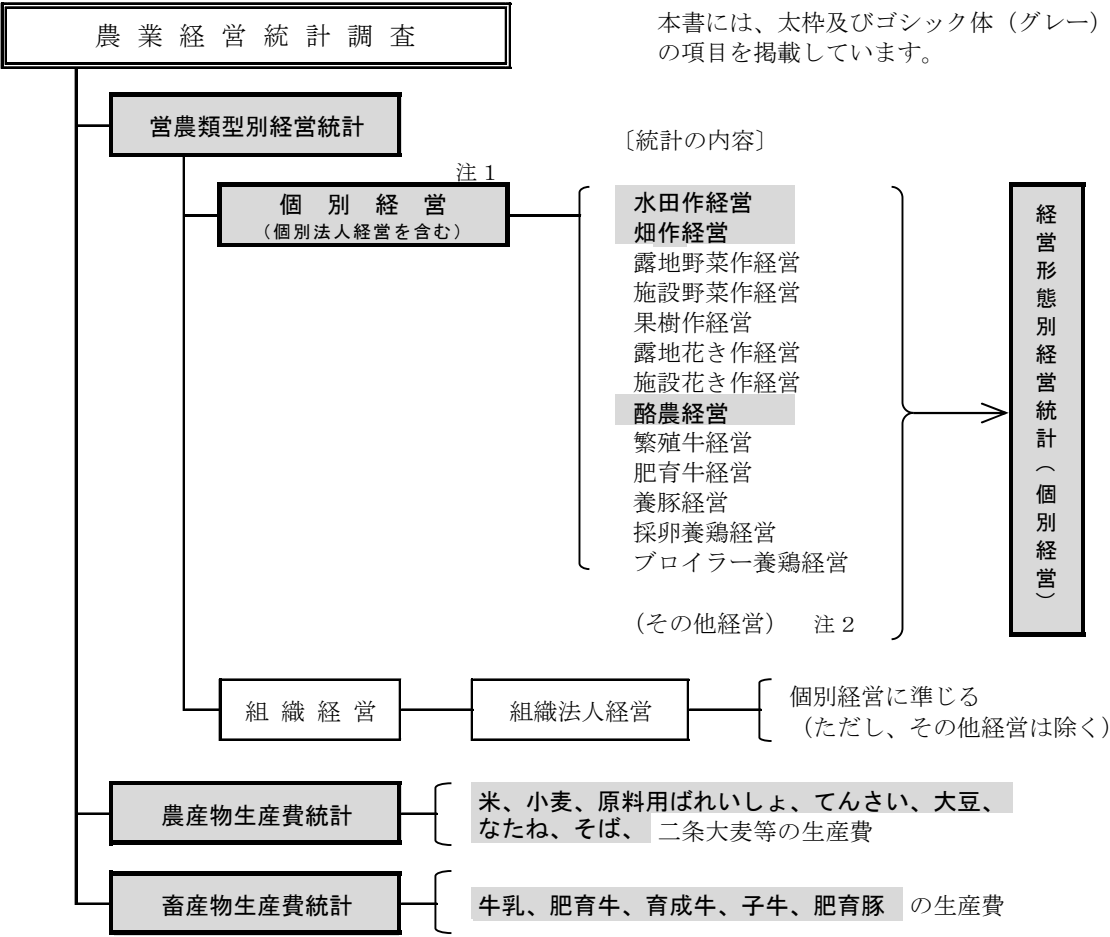 農業経営統計調査
本書には、太枠及びゴシック体（グレー）
の項目を掲載しています。
営農類型別経営統計
〔統計の内容〕
注１
個別経営
（個別法人経営を含む）
水田作経営
畑作経営
露地野菜作経営
施設野菜作経営
果樹作経営
露地花き作経営
施設花き作経営
酪農経営
繁殖牛経営
肥育牛経営
養豚経営
採卵養鶏経営
ブロイラー養鶏経営
（その他経営）　注２
経営形態別経営統計（個別経営）
組織経営
組織法人経営
個別経営に準じる
（ただし、その他経営は除く）
農産物生産費統計
米、小麦、原料用ばれいしょ、てんさい、大豆、
なたね、そば、二条大麦等の生産費
畜産物生産費統計
牛乳、肥育牛、育成牛、子牛、肥育豚 の生産費